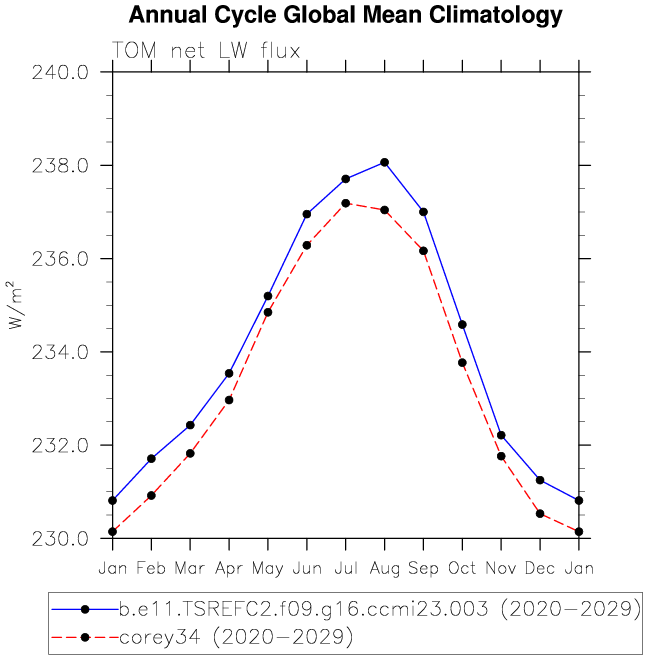 Annual Cycle Global Mean Climatology
TOM net LW flux
240.0
238.0
236.0
234.0
232.0
230.0
W/m²
Jan Feb Mar Apr May Jun Jul Aug Sep Oct Nov Dec Jan
b.e11.TSREFC2.f09.g16.ccmi23.003 (2020-2029)
corey34 (2020-2029)